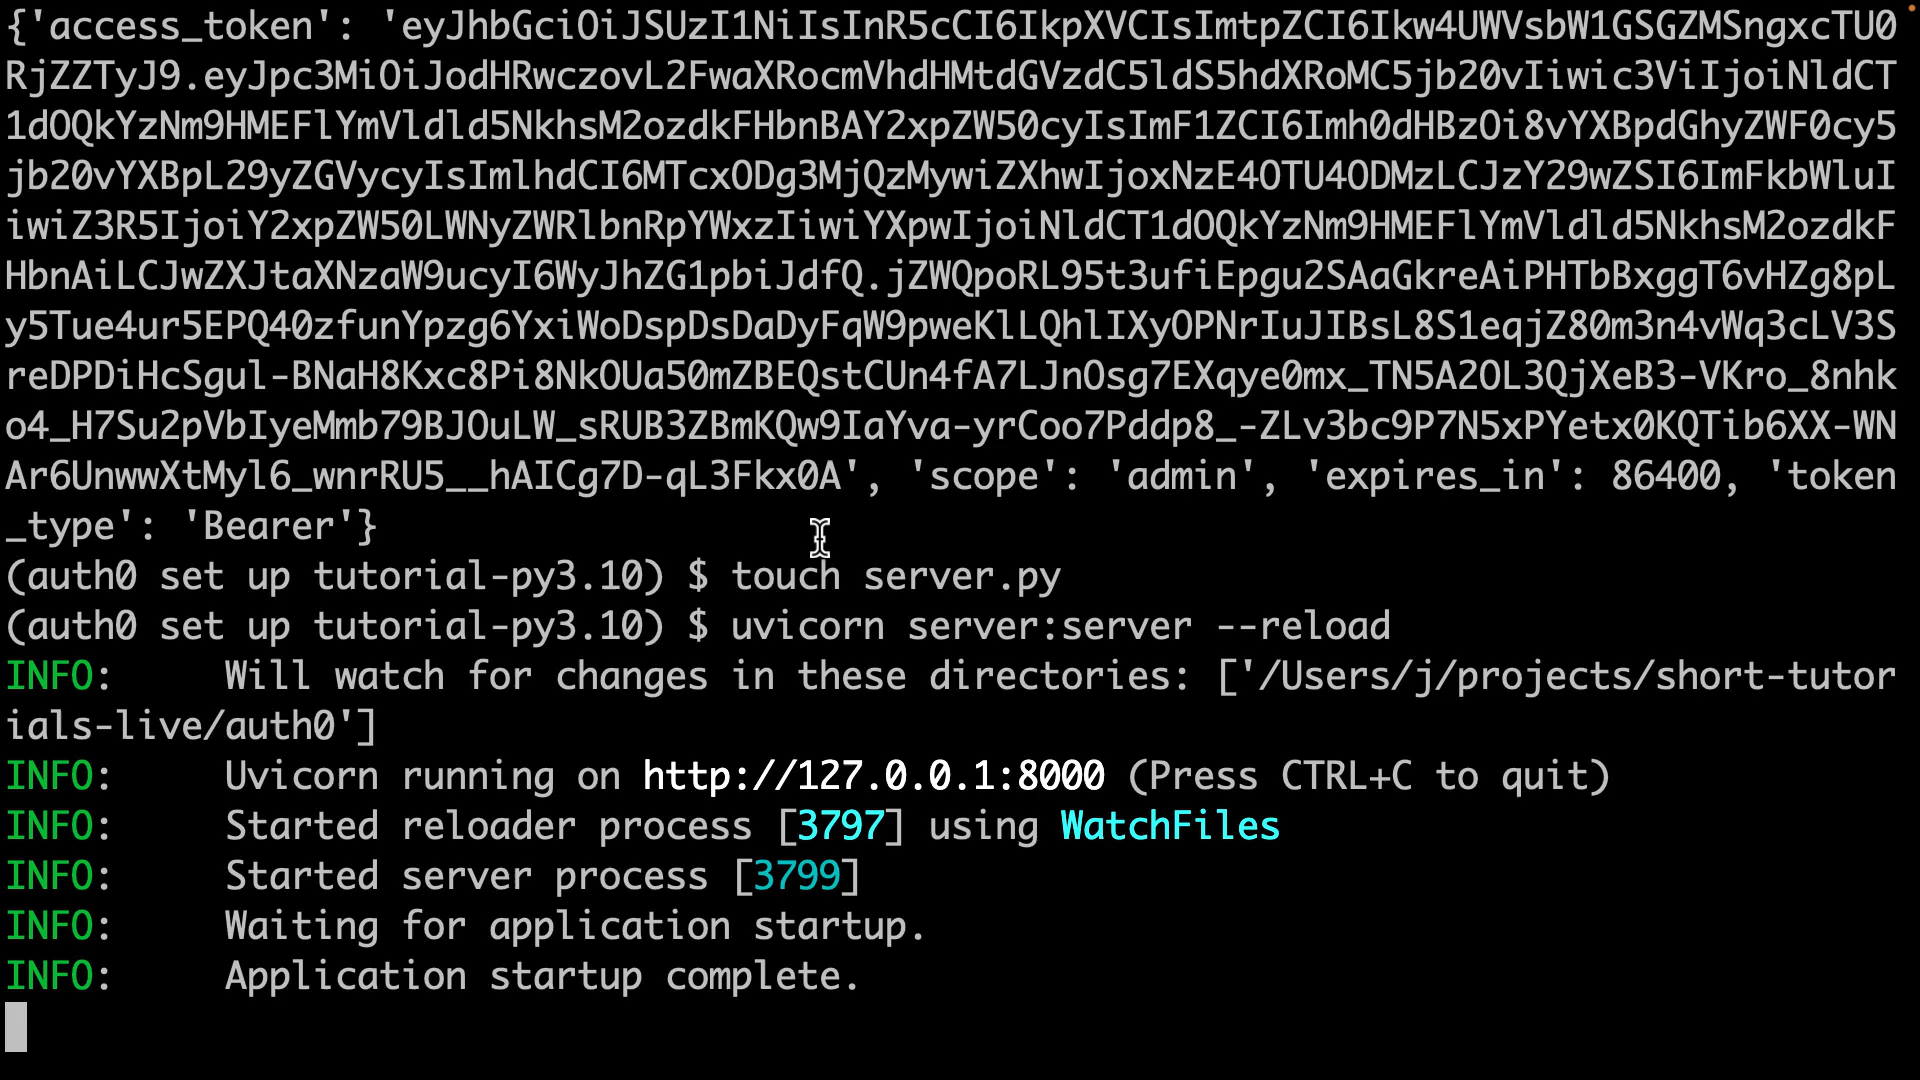 {'access_token': 'eyJhbGciOiJSUzI1NiIsInR5cCI6IkpXVCIsImtpZCI6Ikw4UWVsbW1GSGZMSngxcTU0
RjZZTyJ9.eyJpc3MiOiJodHRwczovL2FwaXRocmVhdHMtdGVzdC5ldS5hdXRoMC5jb20vIiwic3ViIjoiNldCT
1dOQkYzNm9HMEFlYmVldld5NkhsM2ozdkFHbnBAY2xpZW50cyIsImF1ZCI6Imh0dHBzOi8vYXBpdGhyZWF0cy5
jb20vYXBpL29yZGVycyIsImlhdCI6MTcxODg3MjQzMywiZXhwIjoxNzE4OTU4ODMzLCJzY29wZSI6ImFkbWluI
iwiZ3R5IjoiY2xpZW50LWNyZWRlbnRpYWxzIiwiYXpwIjoiNldCT1dOQkYzNm9HMEFlYmVldld5NkhsM2ozdkF
HbnAiLCJwZXJtaXNzaW9ucyI6WyJhZG1pbiJdfQ.jZWQpoRL95t3ufiEpgu2SAaGkreAiPHTbBxggT6vHZg8pL
y5Tue4ur5EPQ40zfunYpzg6YxiWoDspDsDaDyFqW9pweKlLQhlIXyOPNrIuJIBsL8S1eqjZ80m3n4vWq3cLV3S
reDPDiHcSgul-BNaH8Kxc8Pi8NkOUa50mZBEQstCUn4fA7LJnOsg7EXqye0mx_TN5A2OL3QjXeB3-VKro_8nhk
o4_H7Su2pVbIyeMmb79BJOuLW_sRUB3ZBmKQw9IaYva-yrCoo7Pddp8_-ZLv3bc9P7N5xPYetx0KQTib6XX-WN
Ar6UnwwXtMyl6_wnrRU5__hAICg7D-qL3Fkx0A', 'scope': 'admin', 'expires_in': 86400, 'token
_type': 'Bearer'}
(auth0 set up tutorial-py3.10) $ touch server.py
(auth0 set up tutorial-py3.10) $ uvicorn server:server --reload
INFO:     Will watch for changes in these directories: ['/Users/j/projects/short-tutor
ials-live/auth0']
INFO:     Uvicorn running on http://127.0.0.1:8000 (Press CTRL+C to quit)
INFO:     Started reloader process [3797] using WatchFiles
INFO:     Started server process [3799]
INFO:     Waiting for application startup.
INFO:     Application startup complete.